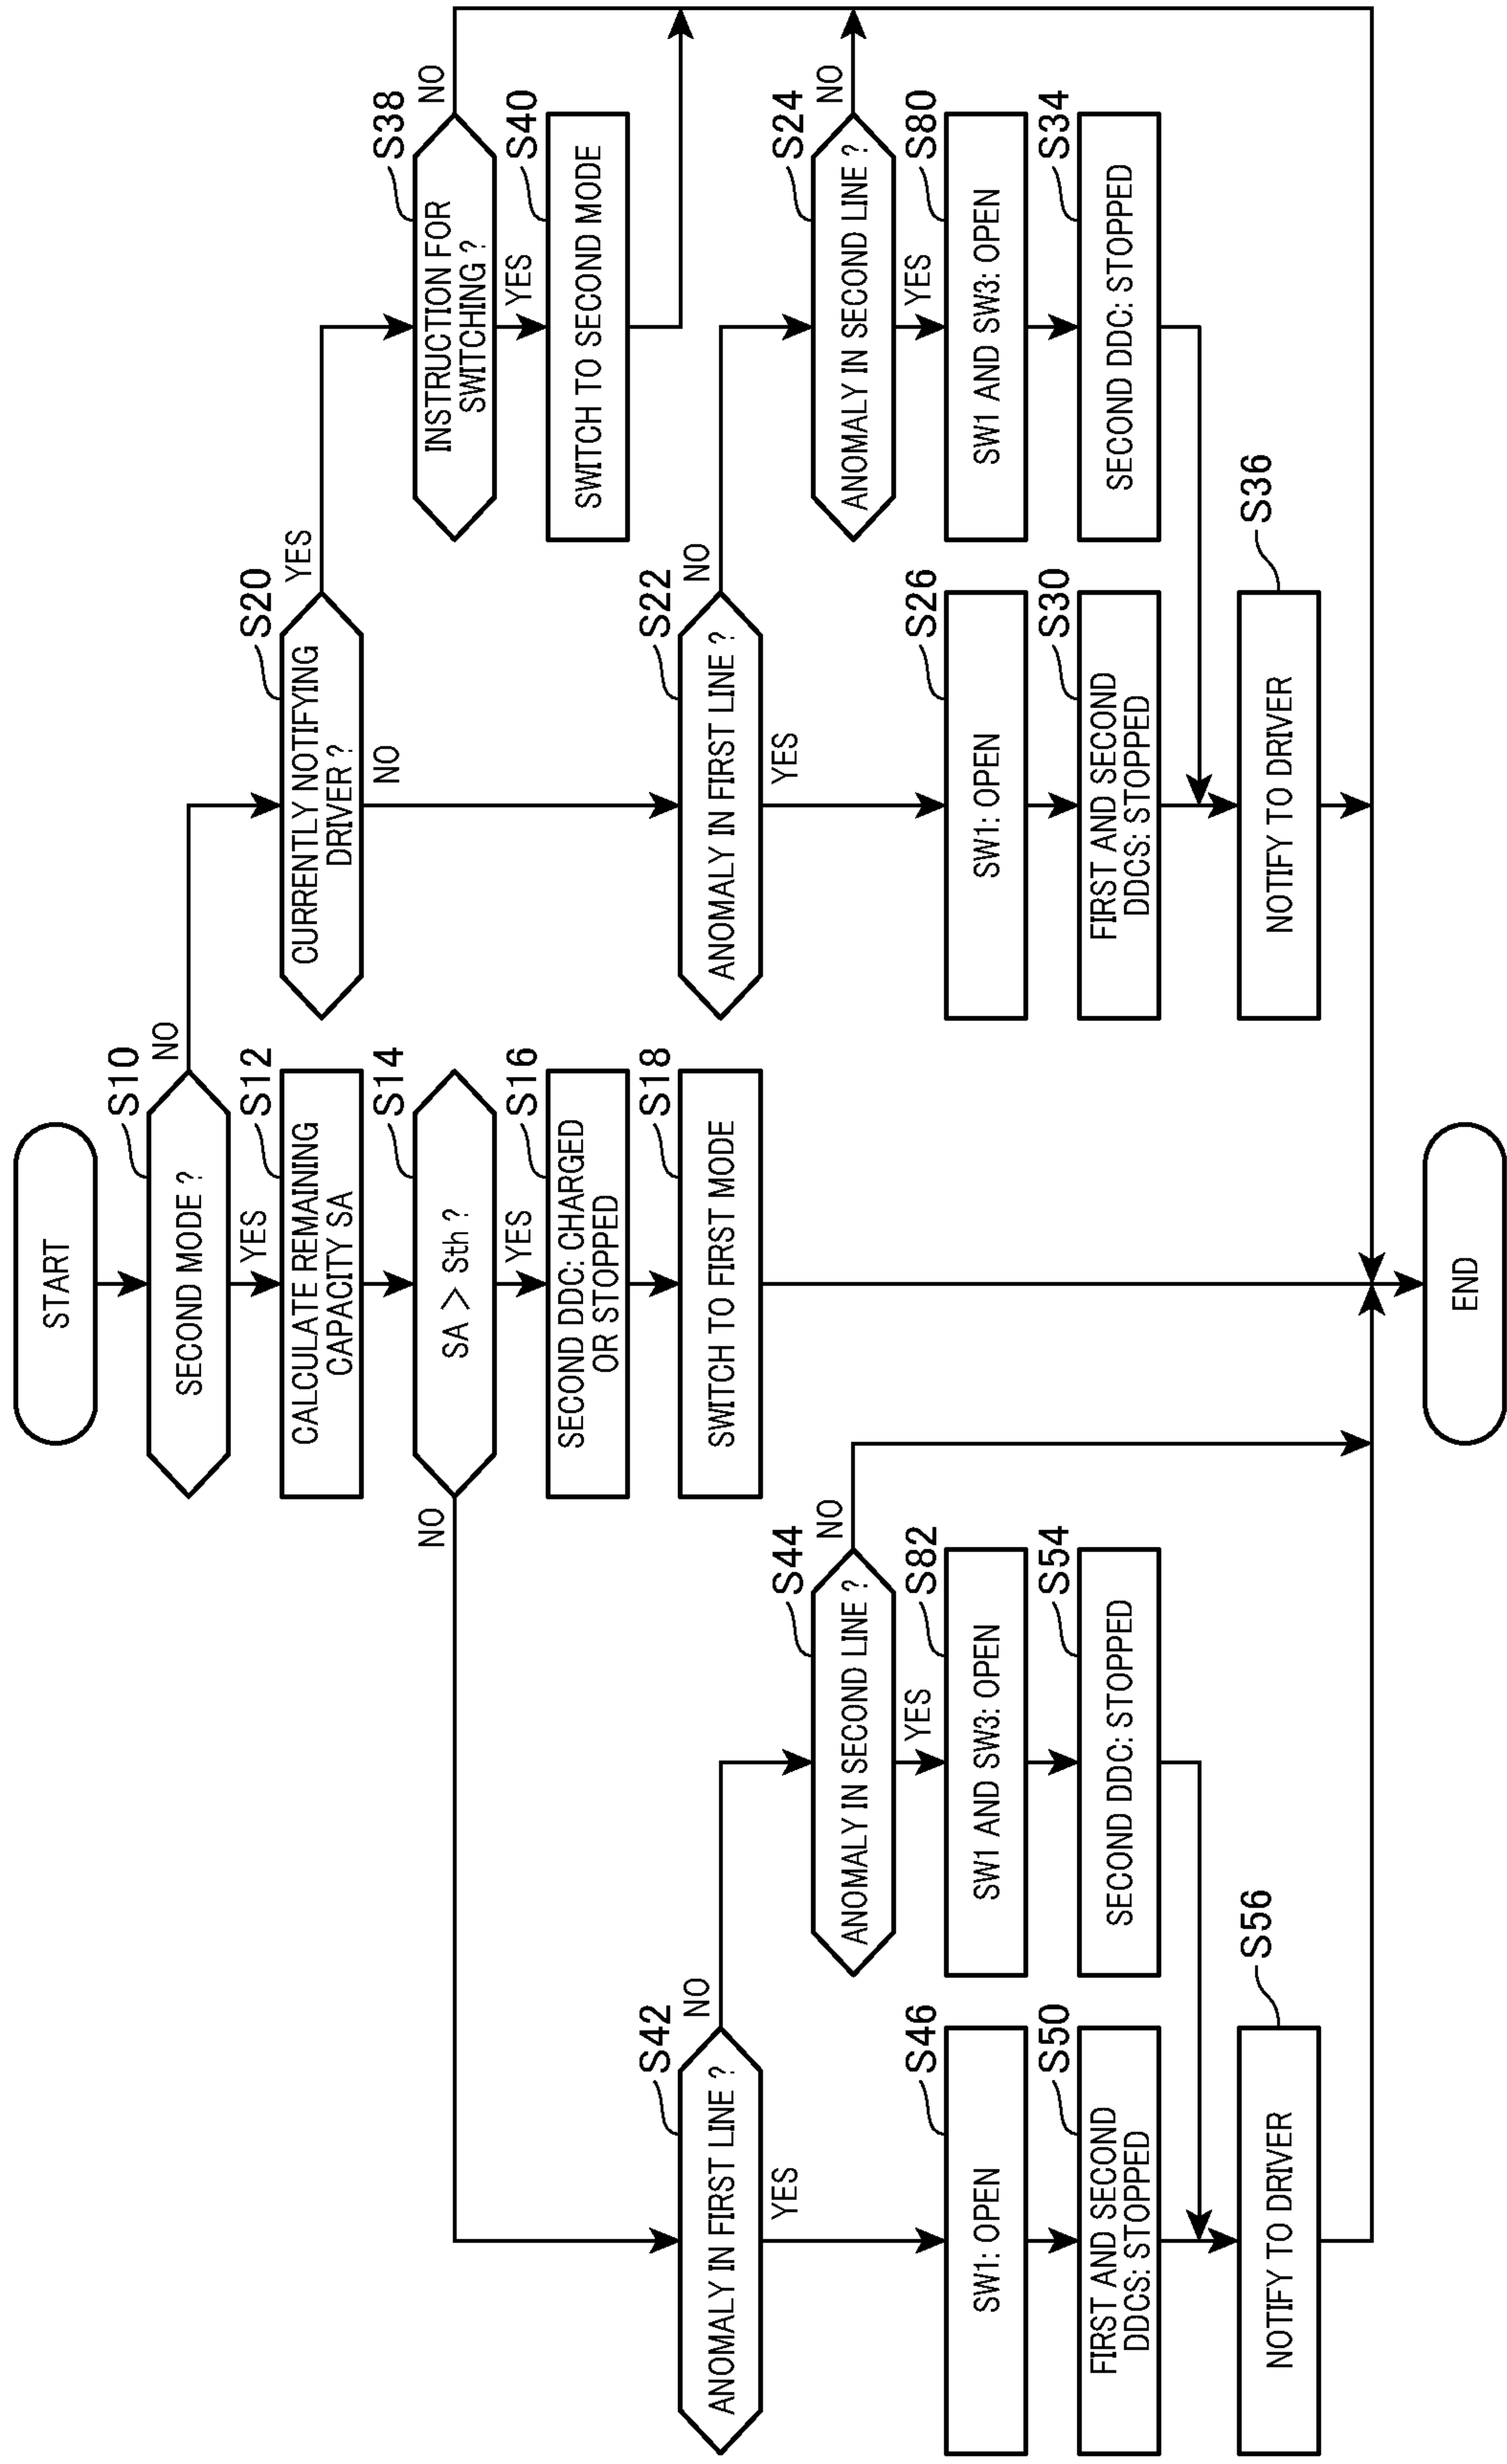 START
S10
SECOND MODE ?
NO
YES
S12
CALCULATE REMAINING
CAPACITY SA
S14
SA > Sth ?
NO
YES
S16
SECOND DDC: CHARGED
OR STOPPED
S18
SWITCH TO FIRST MODE
S20
CURRENTLY NOTIFYING
DRIVER ?
YES
NO
S38
INSTRUCTION FOR
SWITCHING ?
NO
YES
S40
SWITCH TO SECOND MODE
S22
ANOMALY IN FIRST LINE ?
NO
YES
S24
ANOMALY IN SECOND LINE ?
NO
YES
S26
SW1: OPEN
S80
SW1 AND SW3: OPEN
S30
FIRST AND SECOND
DDCS: STOPPED
S34
SECOND DDC: STOPPED
S36
NOTIFY TO DRIVER
S42
ANOMALY IN FIRST LINE ?
NO
YES
S44
ANOMALY IN SECOND LINE ?
NO
YES
S46
SW1: OPEN
S82
SW1 AND SW3: OPEN
S50
FIRST AND SECOND
DDCS: STOPPED
S54
SECOND DDC: STOPPED
S56
NOTIFY TO DRIVER
END